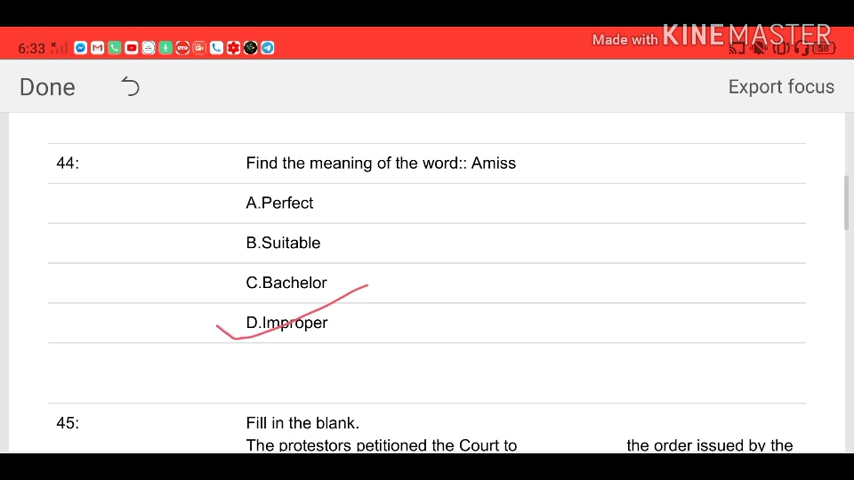 Made with KINEMASTER
6:33
58
Done
Export focus
44:
Find the meaning of the word:: Amiss
A.Perfect
B.Suitable
C.Bachelor
D.Improper
45:
Fill in the blank.
The protestors petitioned the Court to the order issued by the